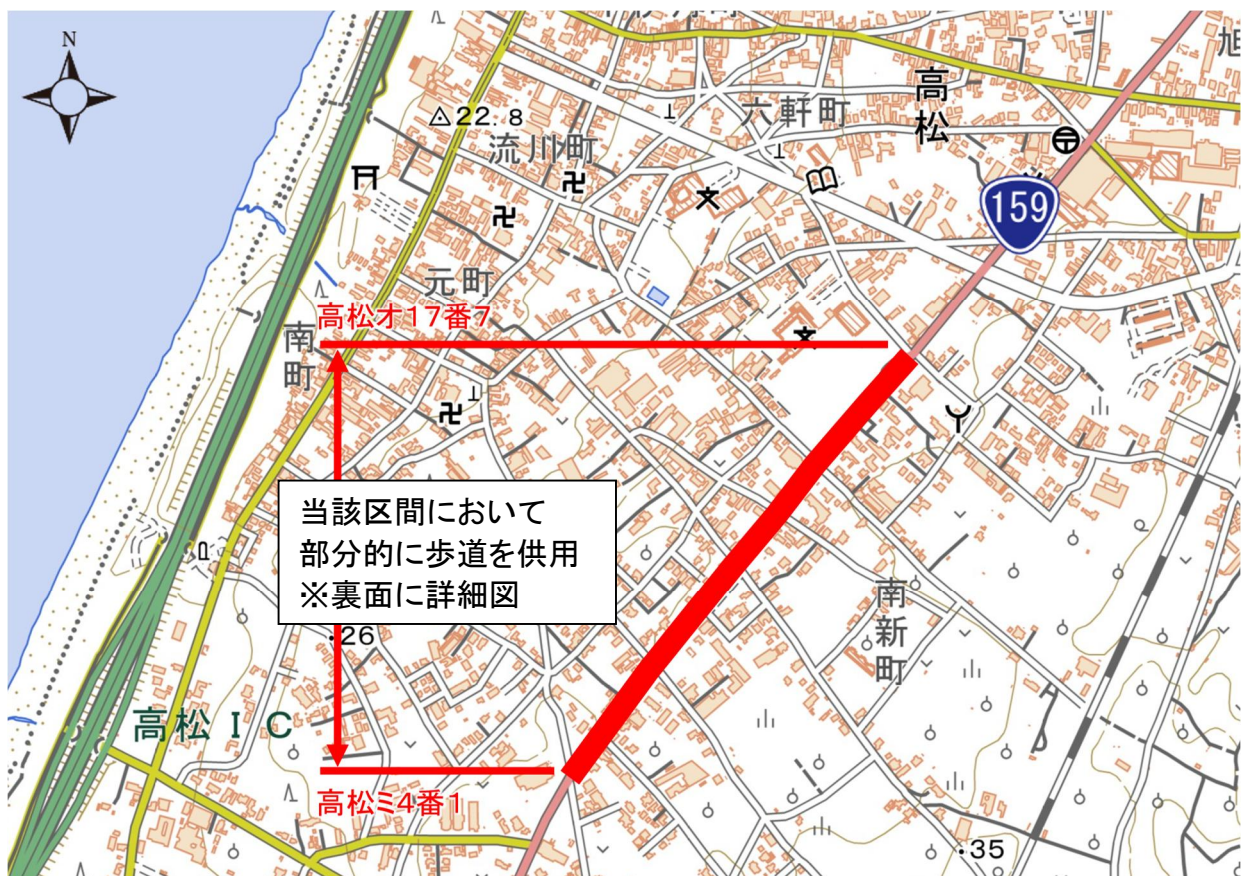 N
旭
高松
六軒町
22.8
流川町
159
元町
高松オ17番7
南町
当該区間において
部分的に歩道を供用
※裏面に詳細図
26
南新町
高松IC
高松ミ4番1
35